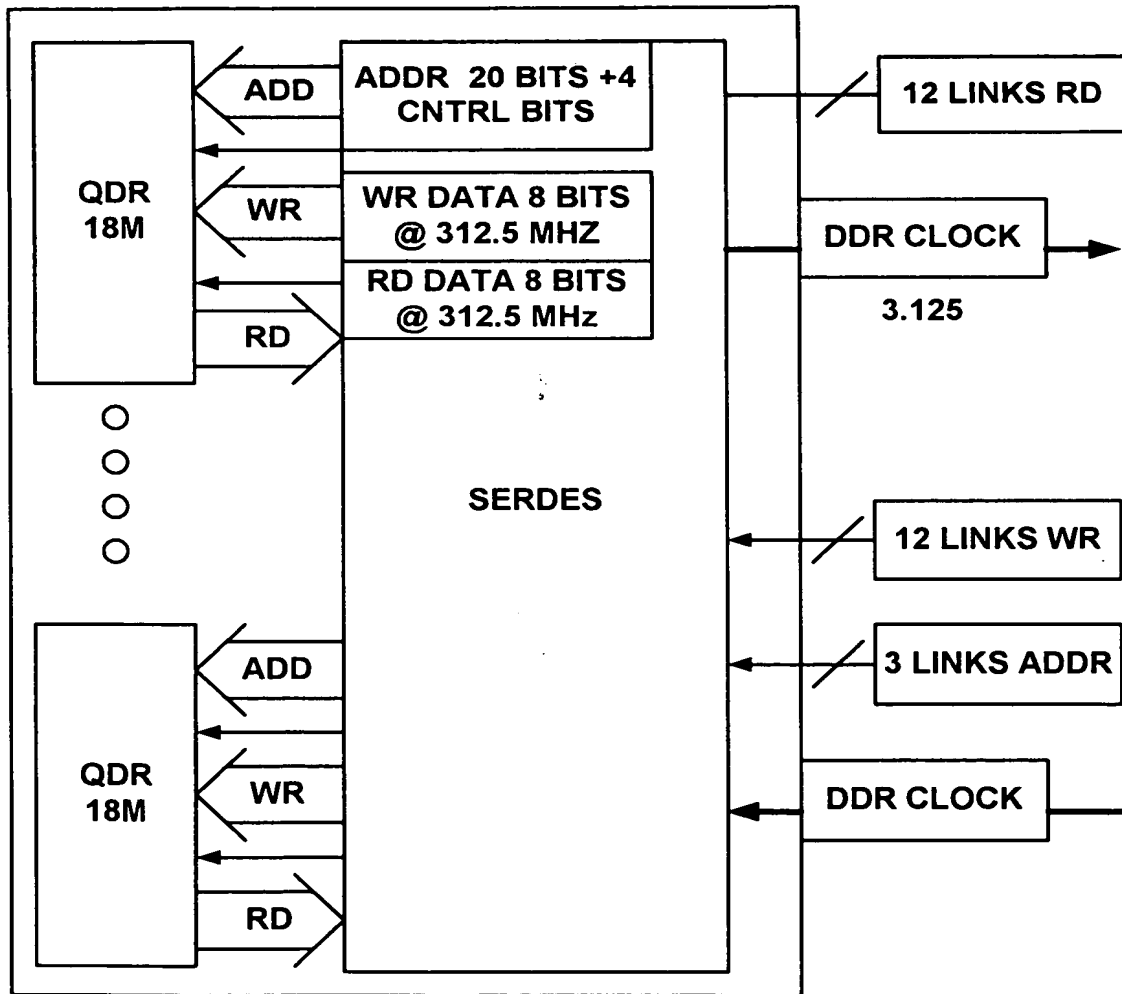 ADD
ADDR 20 BITS +4
CNTRL BITS
12 LINKS RD
QDR
18M
WR
WR DATA 8 BITS
@ 312.5 MHZ
DDR CLOCK
RD DATA 8 BITS
@ 312.5 MHz
3.125
RD
SERDES
12 LINKS WR
ADD
3 LINKS ADDR
QDR
18M
WR
DDR CLOCK
RD